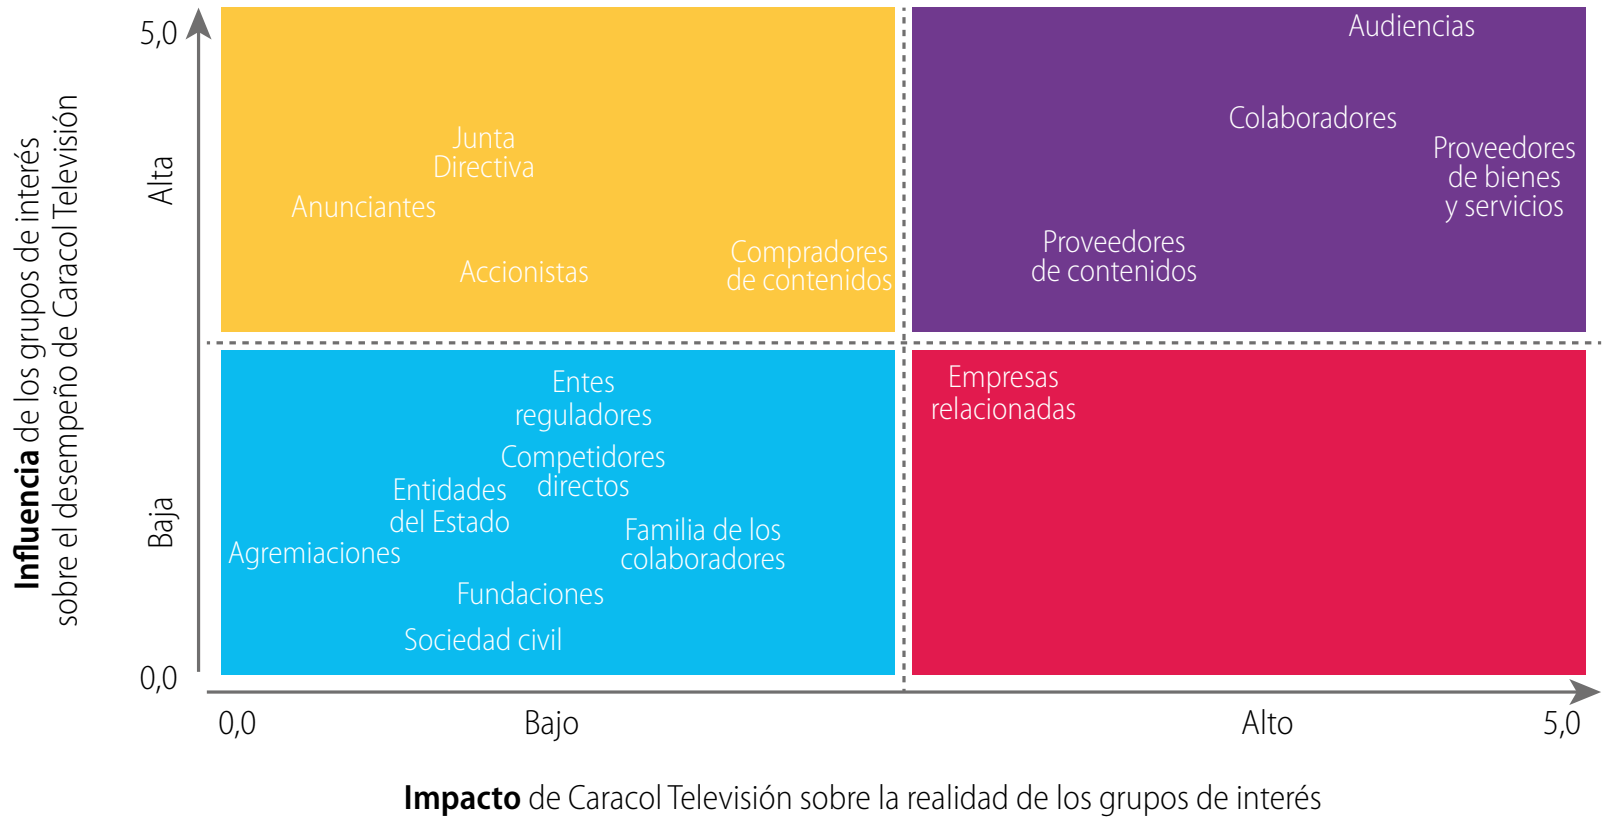 Influencia de los grupos de interés
sobre el desempeño de Caracol Televisión
5,0
Alta
Baja
0,0
Junta
Directiva
Anunciantes
Accionistas
Compradores
de contenidos
Audiencias
Colaboradores
Proveedores
de bienes
y servicios
Proveedores
de contenidos
Entes
reguladores
Competidores
directos
Entidades
del Estado
Familia de los
colaboradores
Agremiaciones
Fundaciones
Sociedad civil
Empresas
relacionadas
0,0
Bajo
Alto
5,0
Impacto de Caracol Televisión sobre la realidad de los grupos de interés